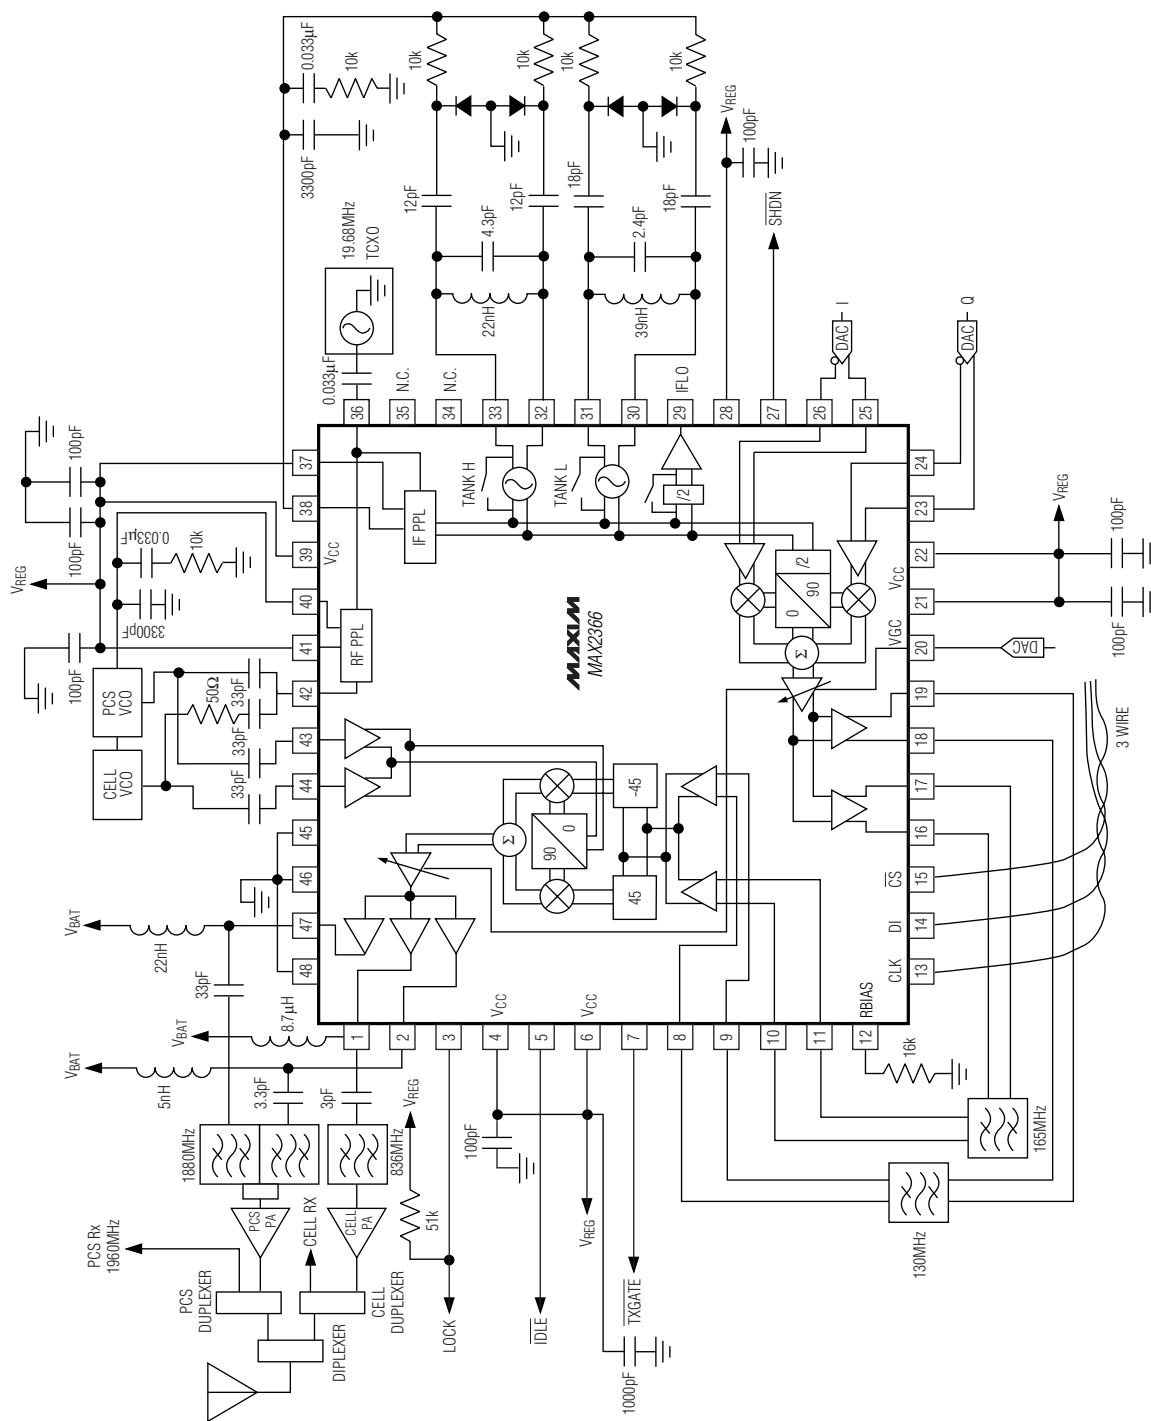 0.033µF
10k
3300pF
10k
10k
10k
10k
12pF
12pF
18pF
18pF
4.3pF
2.4pF
22nH
39nH
VREG
100pF
SHDN
19.68MHz
TCXO
0.033µF
N.C.
N.C.
IFLO
DAC
I
DAC
Q
36
35
34
33
32
31
30
29
28
27
26
25
VREG
100pF
100pF
0.033µF
10k
3300pF
100pF
PCS
VCO
CELL
VCO
50Ω
33pF
33pF
33pF
33pF
37
38
39
40
41
42
43
44
45
46
47
48
VCC
IF PPL
RF PPL
TANK H
TANK L
/2
/2
0
90
Σ
MAXIM
MAX2366
-45
45
90
0
Σ
24
23
22
21
20
19
18
17
16
15
14
13
VCC
VGC
CS
DI
CLK
VREG
100pF
100pF
DAC
3 WIRE
VBAT
22nH
33pF
VBAT
8.7µH
VBAT
5nH
3.3pF
3pF
1
2
3
4
5
6
7
8
9
10
11
12
VCC
VCC
RBIAS
16k
165MHz
130MHz
1880MHz
836MHz
PCS
PA
CELL
PA
PCS Rx
1960MHz
CELL RX
PCS
DUPLEXER
CELL
DUPLEXER
DIPLEXER
VREG
51k
LOCK
100pF
IDLE
VREG
TXGATE
1000pF